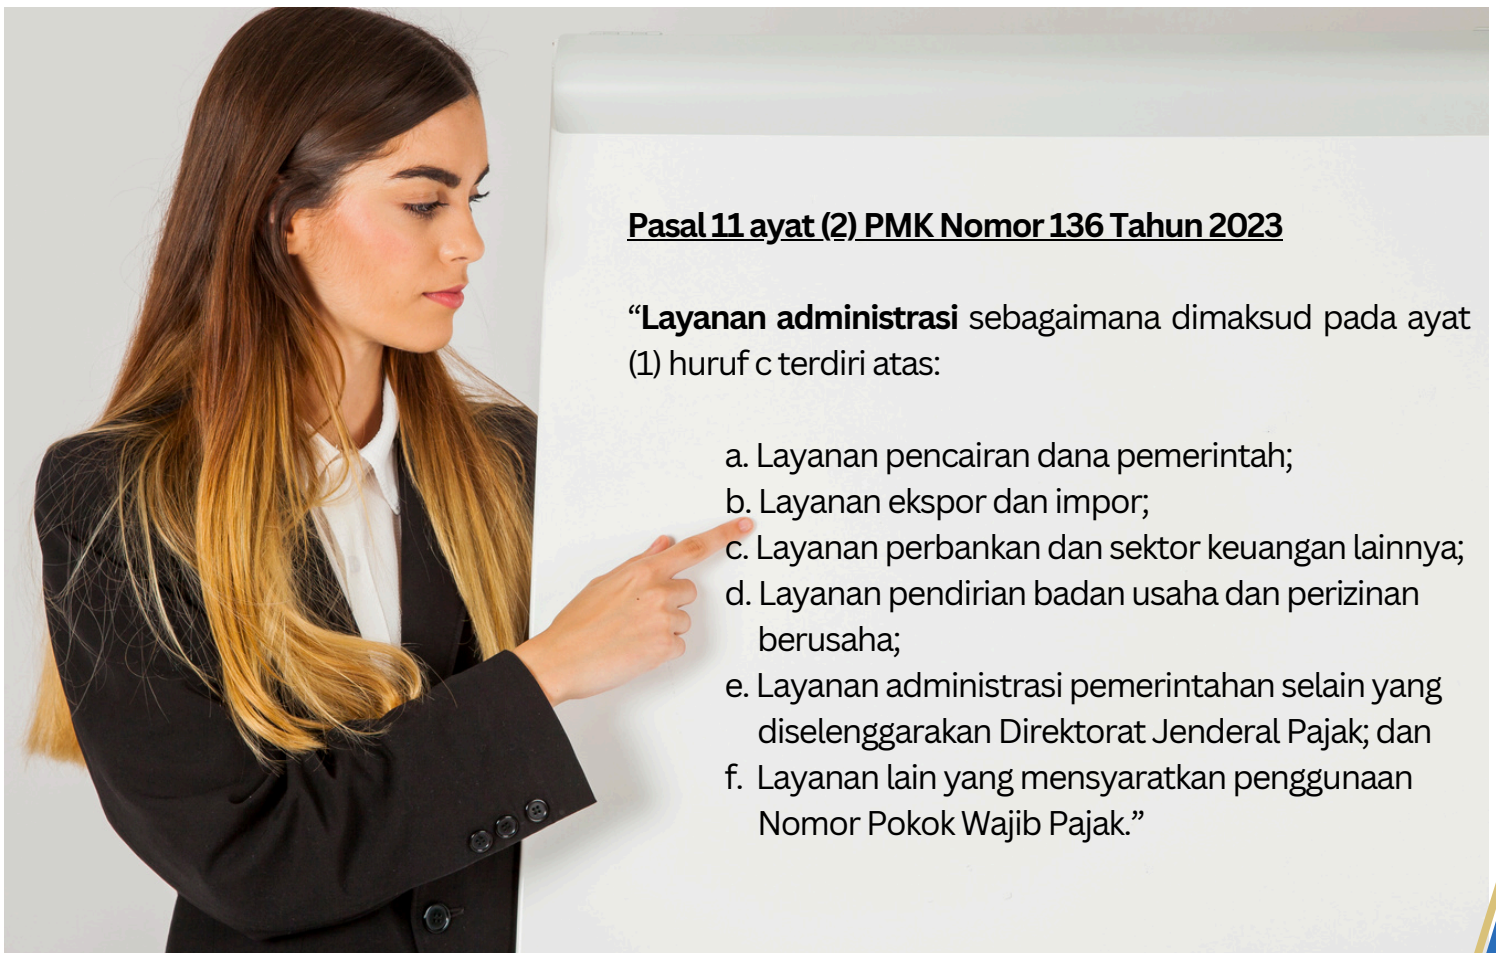 Pasal 11 ayat (2) PMK Nomor 136 Tahun 2023
“Layanan administrasi sebagaimana dimaksud pada ayat
(1) huruf c terdiri atas:
a. Layanan pencairan dana pemerintah;
b. Layanan ekspor dan impor;
c. Layanan perbankan dan sektor keuangan lainnya;
d. Layanan pendirian badan usaha dan perizinan
berusaha;
e. Layanan administrasi pemerintahan selain yang
diselenggarakan Direktorat Jenderal Pajak; dan
f. Layanan lain yang mensyaratkan penggunaan
Nomor Pokok Wajib Pajak.”